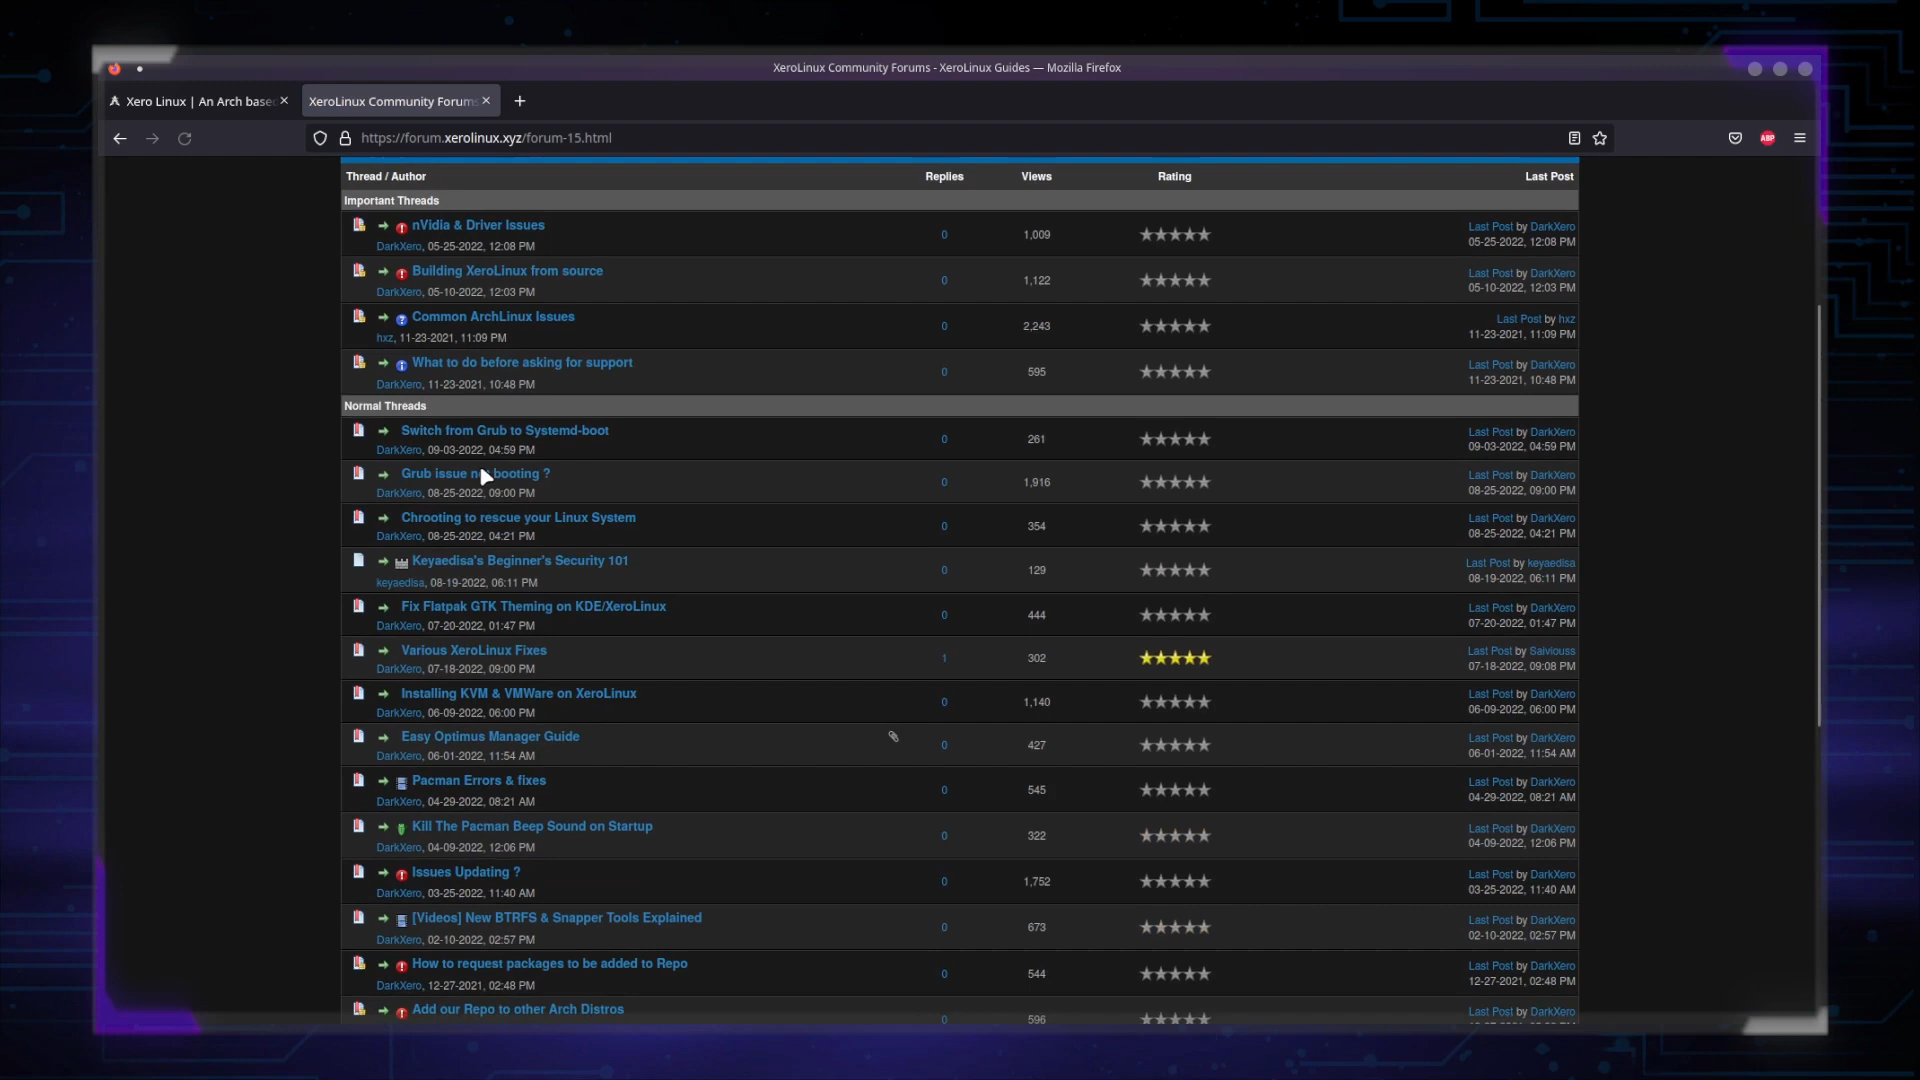 XeroLinux Community Forums - XeroLinux Guides — Mozilla Firefox
Xero Linux | An Arch base
XeroLinux Community Forum
https://forum.xerolinux.xyz/forum-15.html
ABP
Thread / Author Replies Views Rating Last Post
Important Threads
nVidia & Driver Issues
DarkXero, 05-25-2022, 12:08 PM
0 1,009
Last Post by DarkXero
05-25-2022, 12:08 PM
Building XeroLinux from source
DarkXero, 05-10-2022, 12:03 PM
0 1,122
Last Post by DarkXero
05-10-2022, 12:03 PM
Common ArchLinux Issues
hxz, 11-23-2021, 11:09 PM
0 2,243
Last Post by hxz
11-23-2021, 11:09 PM
What to do before asking for support
DarkXero, 11-23-2021, 10:48 PM
0 595
Last Post by DarkXero
11-23-2021, 10:48 PM
Normal Threads
Switch from Grub to Systemd-boot
DarkXero, 09-03-2022, 04:59 PM
0 261
Last Post by DarkXero
09-03-2022, 04:59 PM
Grub issue booting ?
DarkXero, 08-25-2022, 09:00 PM
0 1,916
Last Post by DarkXero
08-25-2022, 09:00 PM
Chrooting to rescue your Linux System
DarkXero, 08-25-2022, 04:21 PM
0 354
Last Post by DarkXero
08-25-2022, 04:21 PM
Keyaedisa's Beginner's Security 101
keyaedisa, 08-19-2022, 06:11 PM
0 129
Last Post by keyaedisa
08-19-2022, 06:11 PM
Fix Flatpak GTK Theming on KDE/XeroLinux
DarkXero, 07-20-2022, 01:47 PM
0 444
Last Post by DarkXero
07-20-2022, 01:47 PM
Various XeroLinux Fixes
DarkXero, 07-18-2022, 09:00 PM
1 302
Last Post by Saiviouss
07-18-2022, 09:08 PM
Installing KVM & VMWare on XeroLinux
DarkXero, 06-09-2022, 06:00 PM
0 1,140
Last Post by DarkXero
06-09-2022, 06:00 PM
Easy Optimus Manager Guide
DarkXero, 06-01-2022, 11:54 AM
0 427
Last Post by DarkXero
06-01-2022, 11:54 AM
Pacman Errors & fixes
DarkXero, 04-29-2022, 08:21 AM
0 545
Last Post by DarkXero
04-29-2022, 08:21 AM
Kill The Pacman Beep Sound on Startup
DarkXero, 04-09-2022, 12:06 PM
0 322
Last Post by DarkXero
04-09-2022, 12:06 PM
Issues Updating ?
DarkXero, 03-25-2022, 11:40 AM
0 1,752
Last Post by DarkXero
03-25-2022, 11:40 AM
[Videos] New BTRFS & Snapper Tools Explained
DarkXero, 02-10-2022, 02:57 PM
0 673
Last Post by DarkXero
02-10-2022, 02:57 PM
How to request packages to be added to Repo
DarkXero, 12-27-2021, 02:48 PM
0 544
Last Post by DarkXero
12-27-2021, 02:48 PM
Add our Repo to other Arch Distros
0 596
Last Post by DarkXero